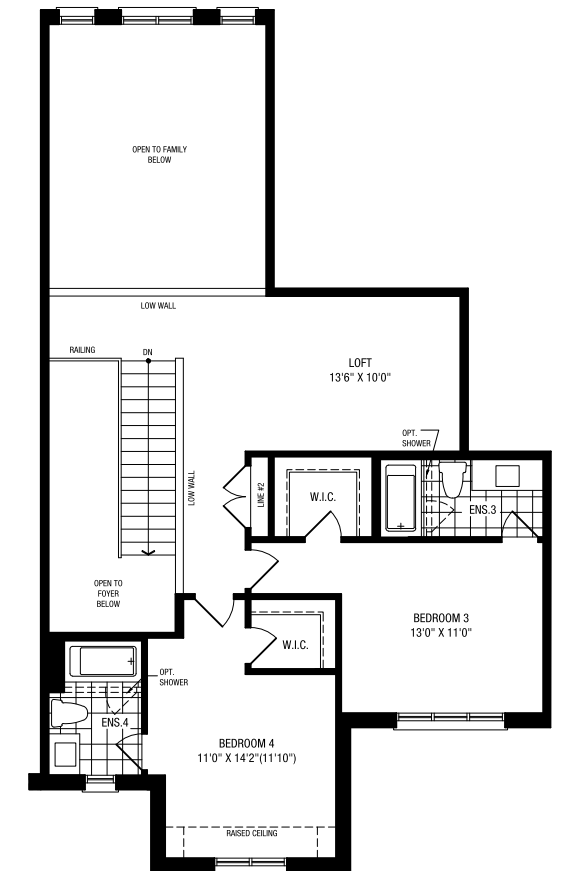 OPEN TO FAMILY
BELOW
LOW WALL
RAILING
DN
LOFT
13'6" X 10'0"
OPT.
SHOWER
LOW WALL
LINE #2
W.I.C.
ENS.3
OPEN TO
FOYER
BELOW
BEDROOM 3
13'0" X 11'0"
W.I.C.
OPT.
SHOWER
ENS.4
BEDROOM 4
11'0" X 14'2"(11'10")
RAISED CEILING